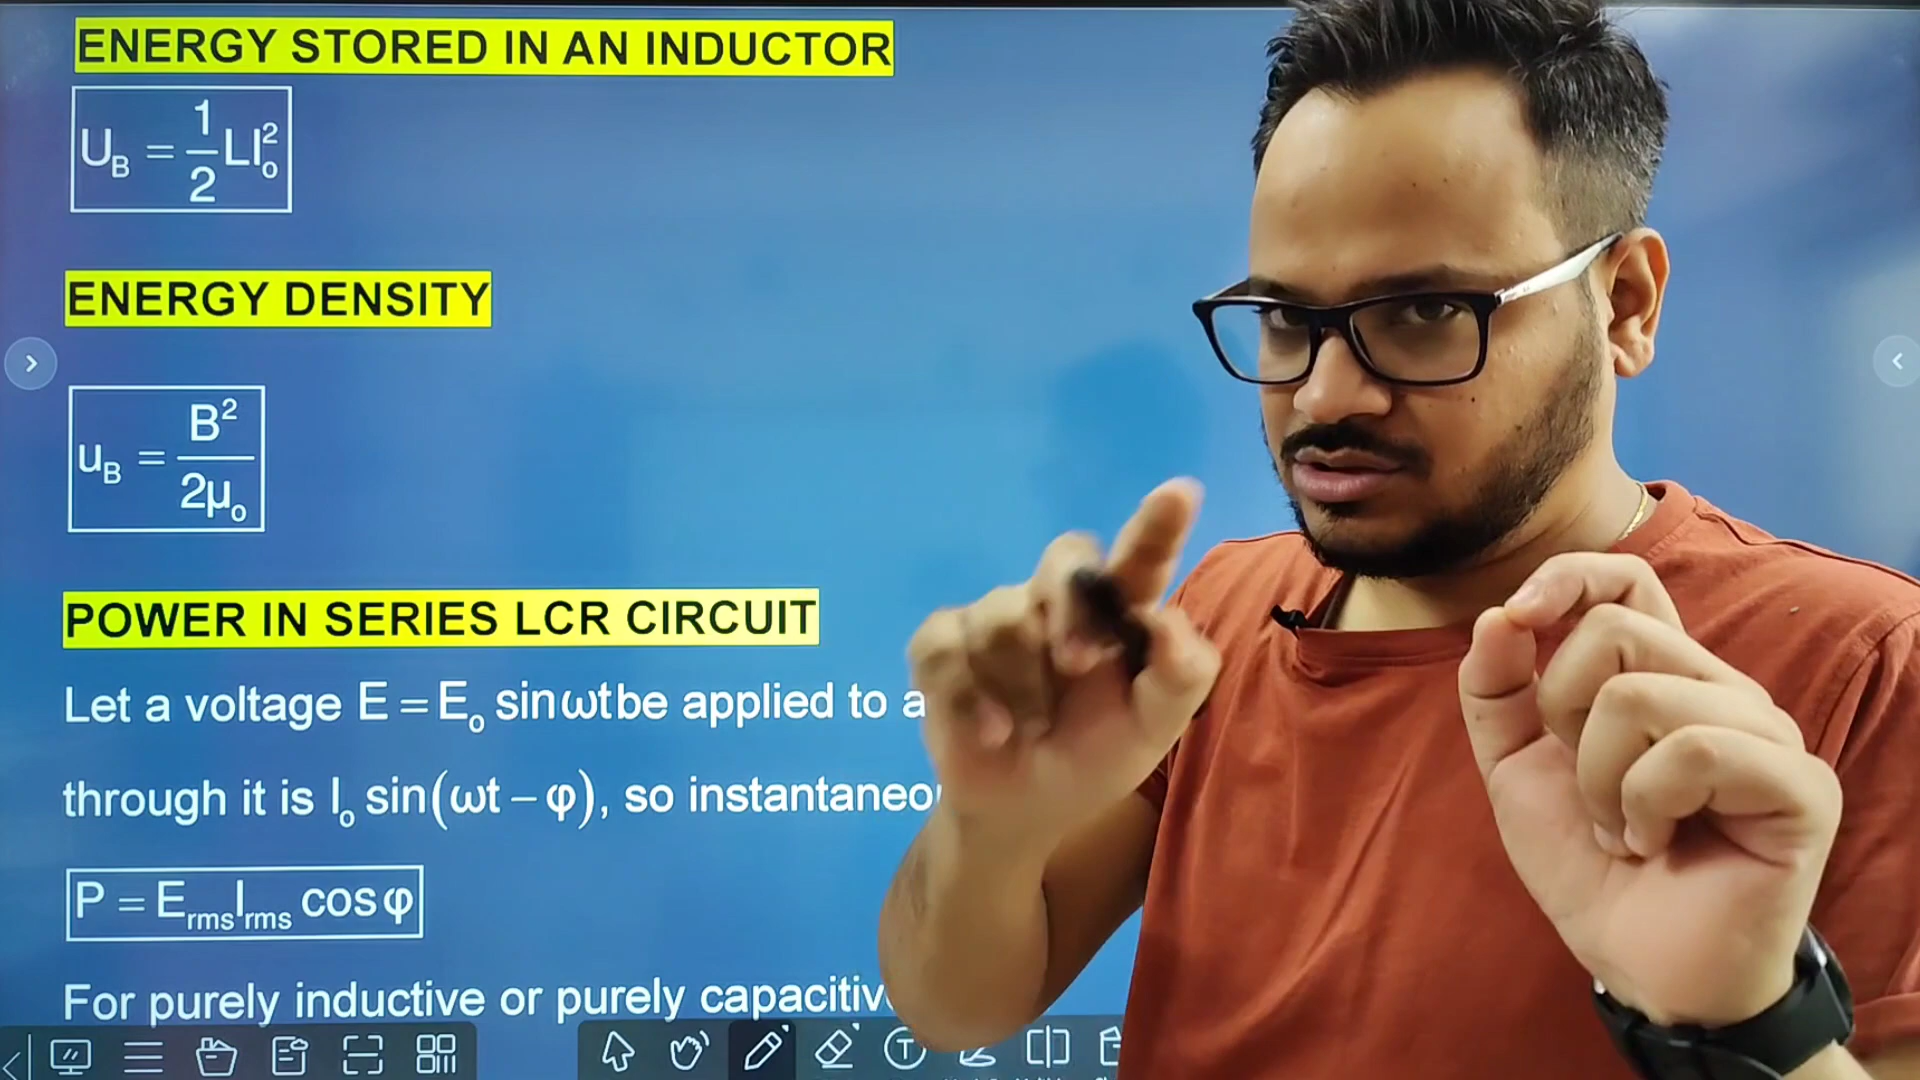 ENERGY STORED IN AN INDUCTOR
U_B = 1/2 LI_o^2
ENERGY DENSITY
u_B = B^2/2μ_o
POWER IN SERIES LCR CIRCUIT
Let a voltage E = E_o sinωt be applied to a
through it is I_o sin(ωt – φ), so instantaneo
P = E_rms I_rms cos φ
For purely inductive or purely capacitiv